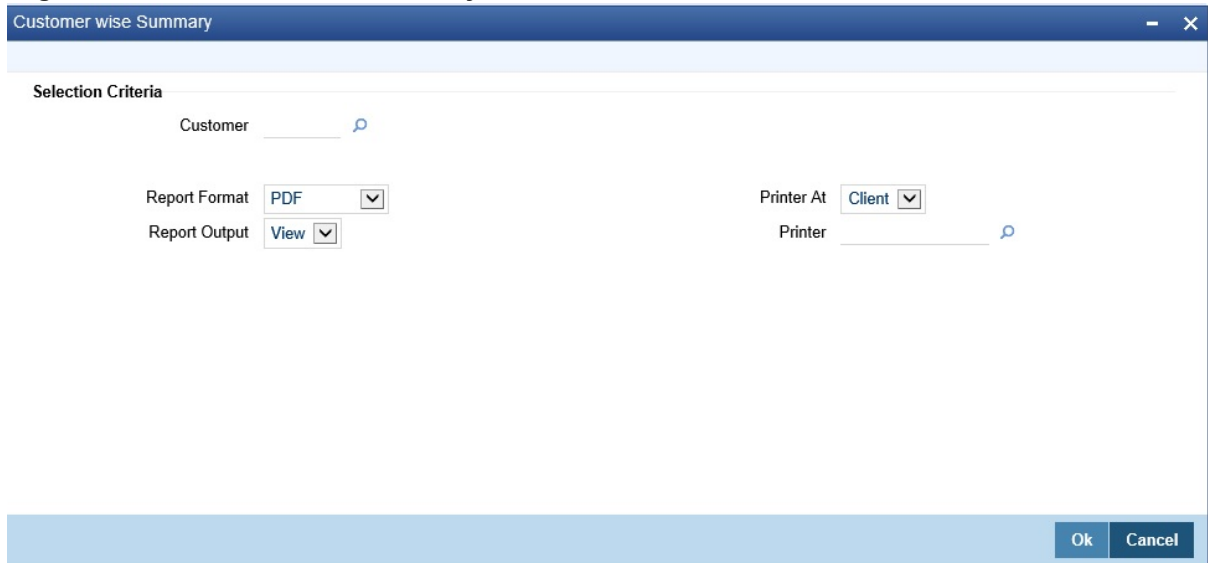 Customer wise Summary
Selection Criteria
Customer
Report Format PDF Printer At Client
Report Output View Printer
Ok Cancel